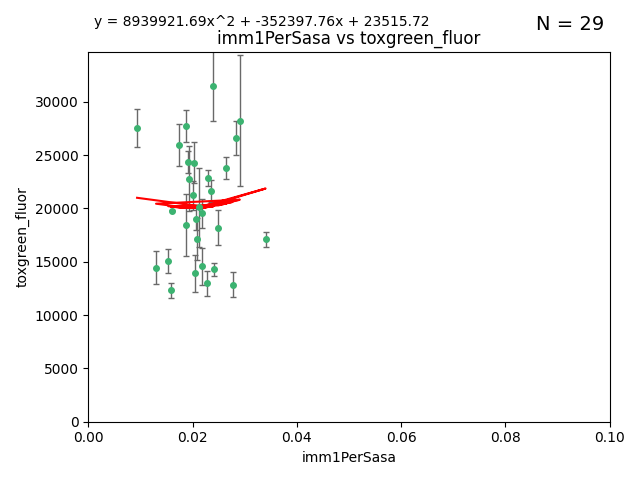 y = 8939921.69x^2 + -352397.76x + 23515.72
N = 29
imm1PerSasa vs toxgreen_fluor
30000
25000
20000
15000
10000
5000
0
toxgreen_fluor
0.00 0.02 0.04 0.06 0.08 0.10
imm1PerSasa